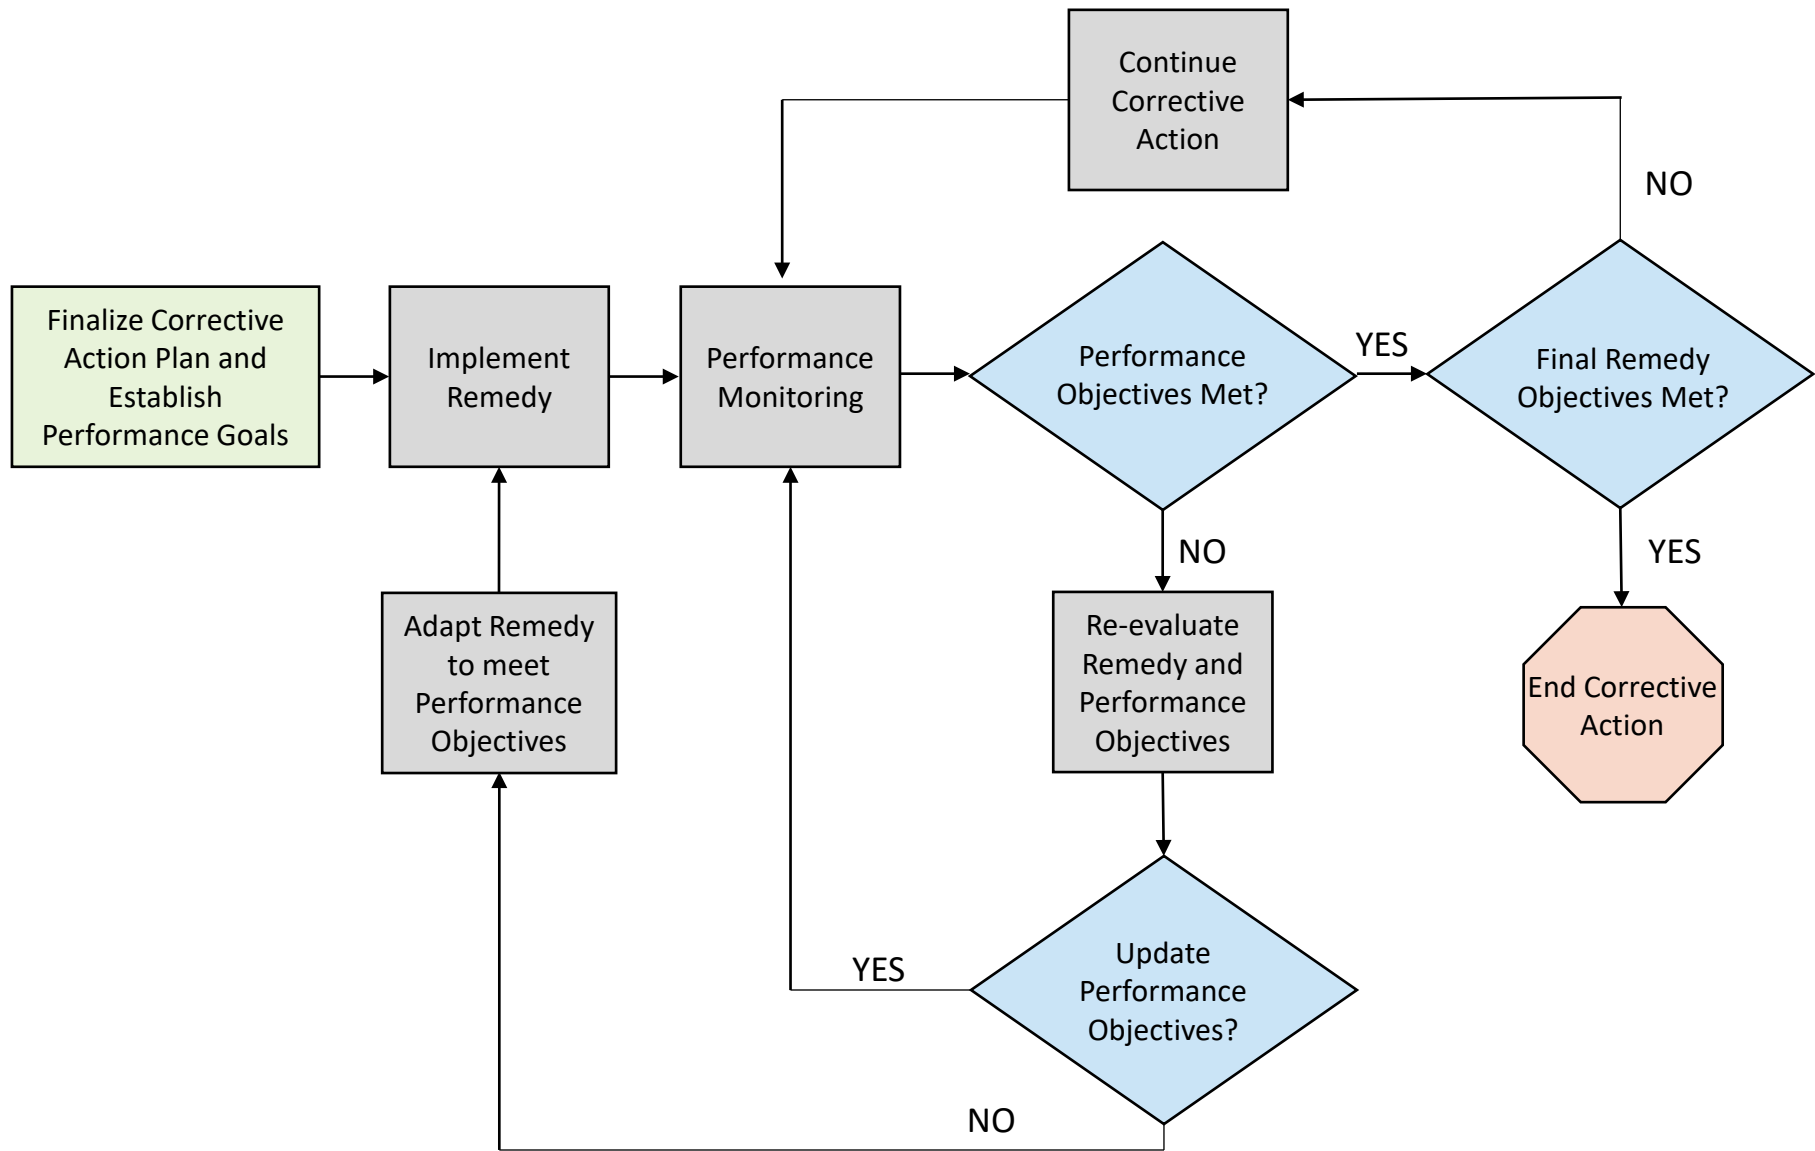 Continue
Corrective
Action
NO
Finalize Corrective
Action Plan and
Establish
Performance Goals
Implement
Remedy
Performance
Monitoring
Performance
Objectives Met?
YES
Final Remedy
Objectives Met?
NO
YES
Adapt Remedy
to meet
Performance
Objectives
Re-evaluate
Remedy and
Performance
Objectives
End Corrective
Action
YES
Update
Performance
Objectives?
NO